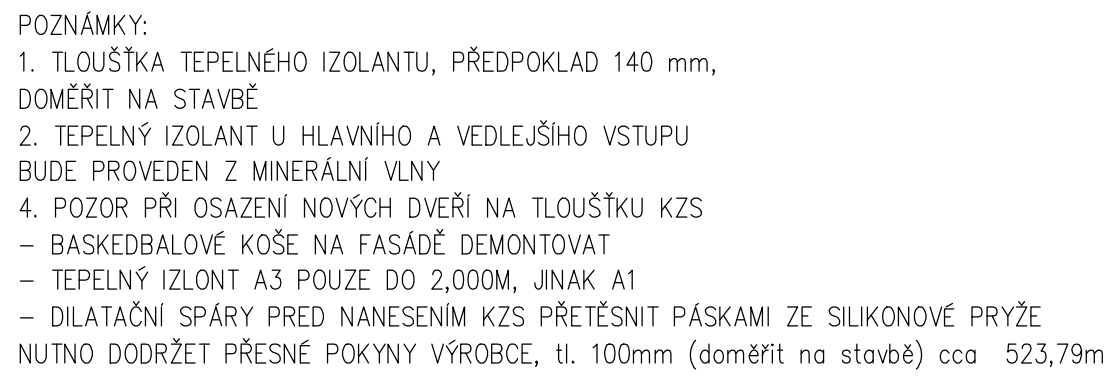 POZNÁMKY:
1. TLOUŠŤKA TEPELNÉHO IZOLANTU, PŘEDPOKLAD 140 mm,
DOMĚŘIT NA STAVBĚ
2. TEPELNÝ IZOLANT U HLAVNÍHO A VEDLEJŠÍHO VSTUPU
BUDE PROVEDEN Z MINERÁLNÍ VLNY
4. POZOR PŘI OSAZENÍ NOVÝCH DVEŘÍ NA TLOUŠŤKU KZS
– BASKEDBALOVÉ KOŠE NA FASÁDĚ DEMONTOVAT
– TEPELNÝ IZLONT A3 POUZE DO 2,000M, JINAK A1
– DILATAČNÍ SPÁRY PRED NANESENÍM KZS PŘETĚSNIT PÁSKAMI ZE SILIKONOVÉ PRYŽE
NUTNO DODRŽET PŘESNÉ POKYNY VÝROBCE, tl. 100mm (doměřit na stavbě) cca 523,79m